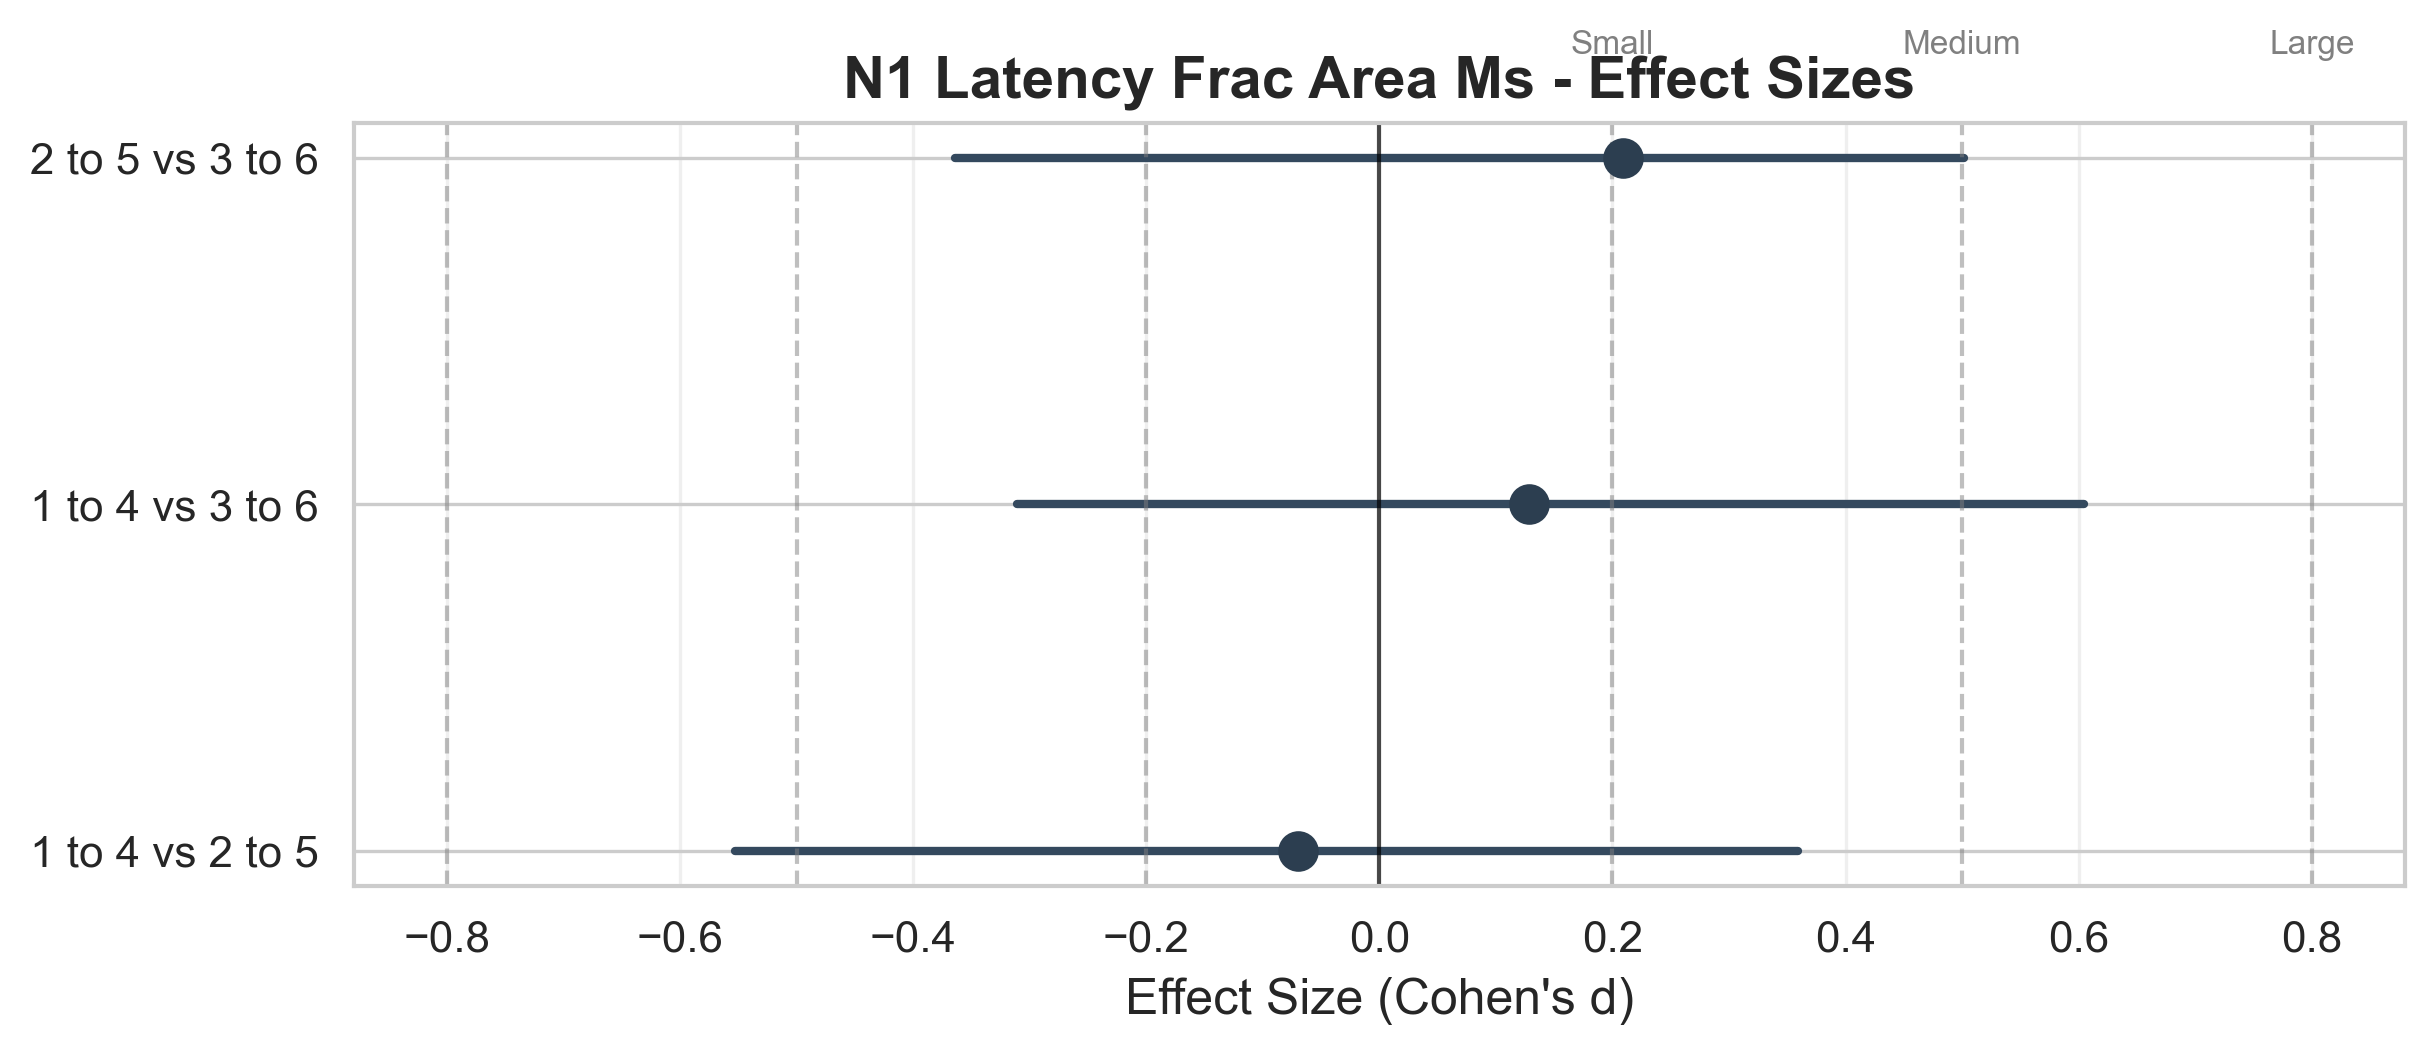 Small Medium Large
N1 Latency Frac Area Ms - Effect Sizes
2 to 5 vs 3 to 6
1 to 4 vs 3 to 6
1 to 4 vs 2 to 5
−0.8 −0.6 −0.4 −0.2 0.0 0.2 0.4 0.6 0.8
Effect Size (Cohen's d)